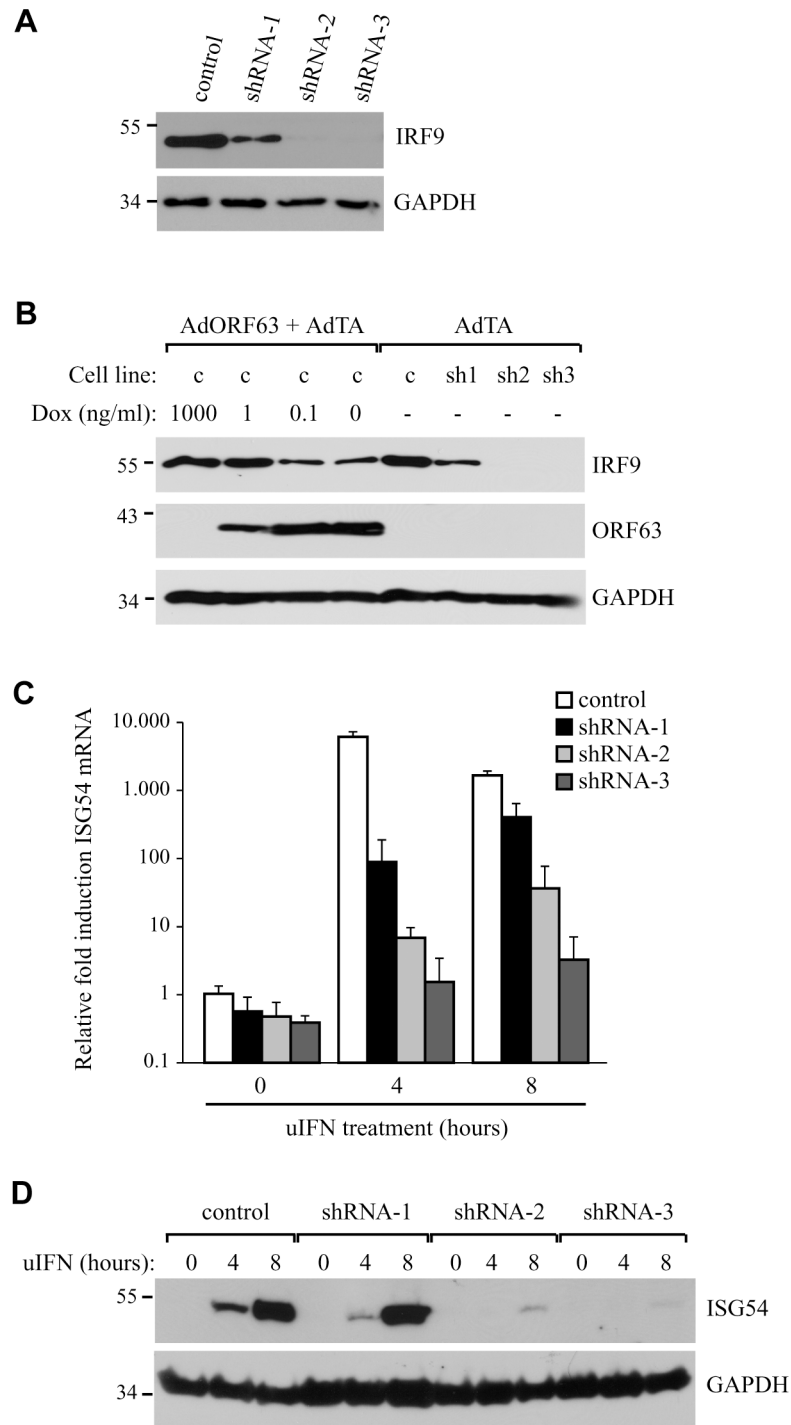 A
control
shRNA-1
shRNA-2
shRNA-3
55
IRF9
34
GAPDH
B
AdORF63 + AdTA AdTA
Cell line: c c c c c sh1 sh2 sh3
Dox (ng/ml): 1000 1 0.1 0 - - - -
55 IRF9
43
ORF63
34 GAPDH
C
control
shRNA-1
shRNA-2
shRNA-3
Relative fold induction ISG54 mRNA
10.000
1.000
100
10
1
0.1
0 4 8
uIFN treatment (hours)
D
control shRNA-1 shRNA-2 shRNA-3
uIFN (hours): 0 4 8 0 4 8 0 4 8 0 4 8
55
ISG54
34 GAPDH